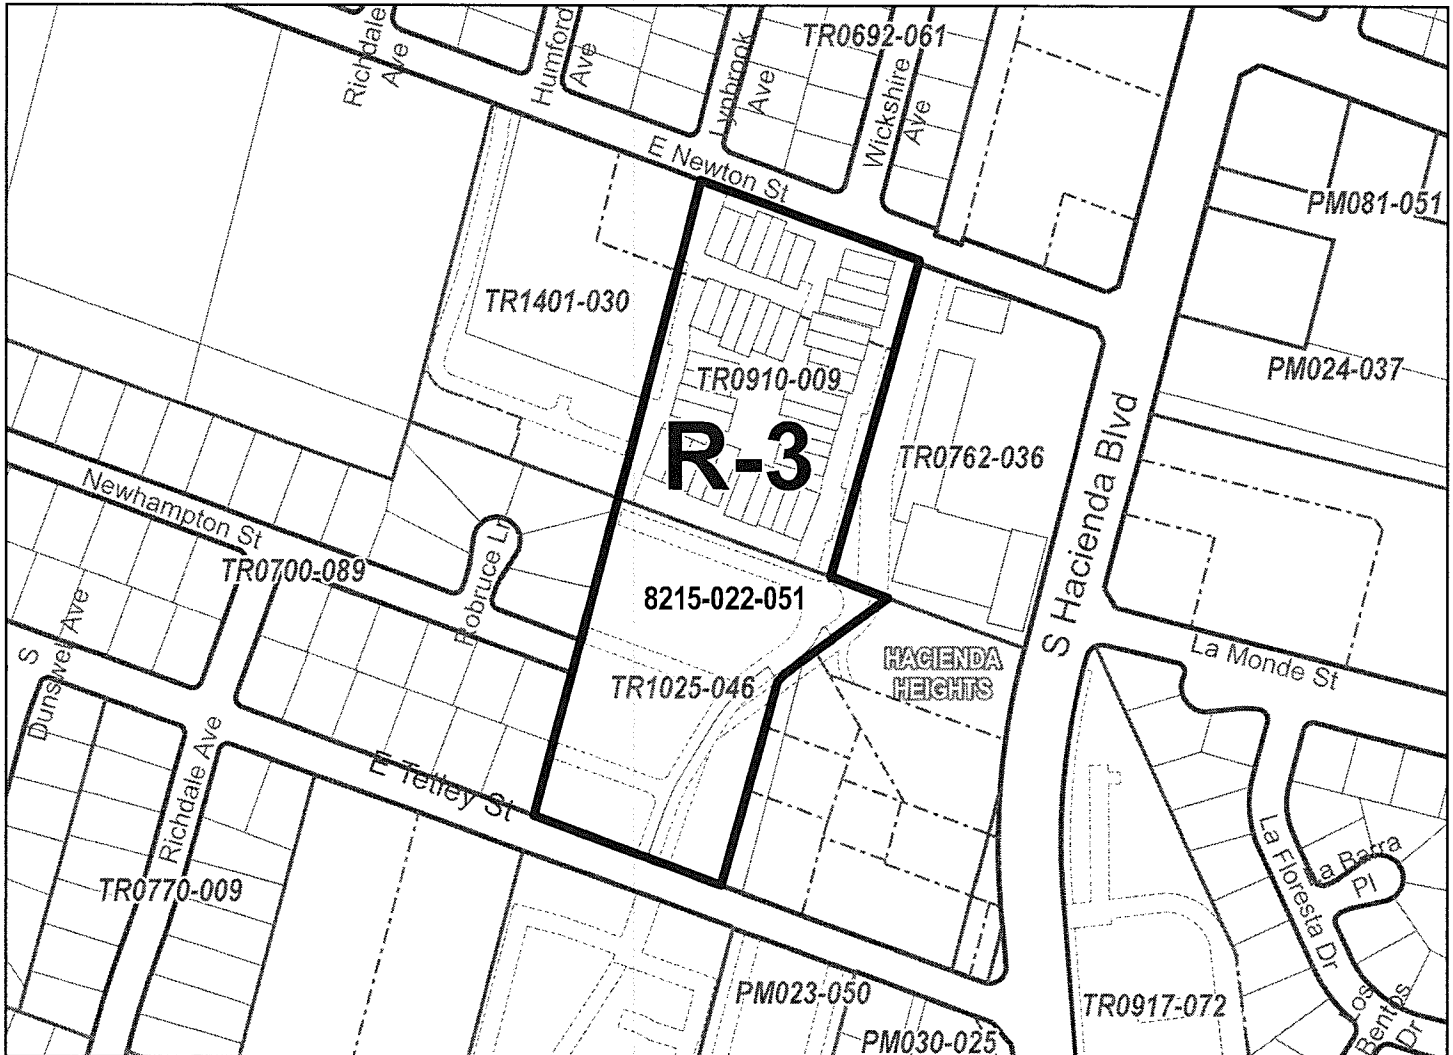 Richdale
Ave
Humford
Ave
Lynbrook
Ave
TR0692-061
Wickshire
Ave
E Newton St
PM081-051
TR1401-030
PM024-037
TR0910-009
R-3
TR0762-036
S Hacienda Blvd
Newhampton St
TR0700-089
Robruce Ln
8215-022-051
HACIENDA
HEIGHTS
La Monde St
S
Dunswell Ave
TR1025-046
E Tetley St
Richdale Ave
TR0770-009
La Floresta Dr
La Barra
Pl
PM023-050
TR0917-072
PM030-025
Los
Bentos
Dr